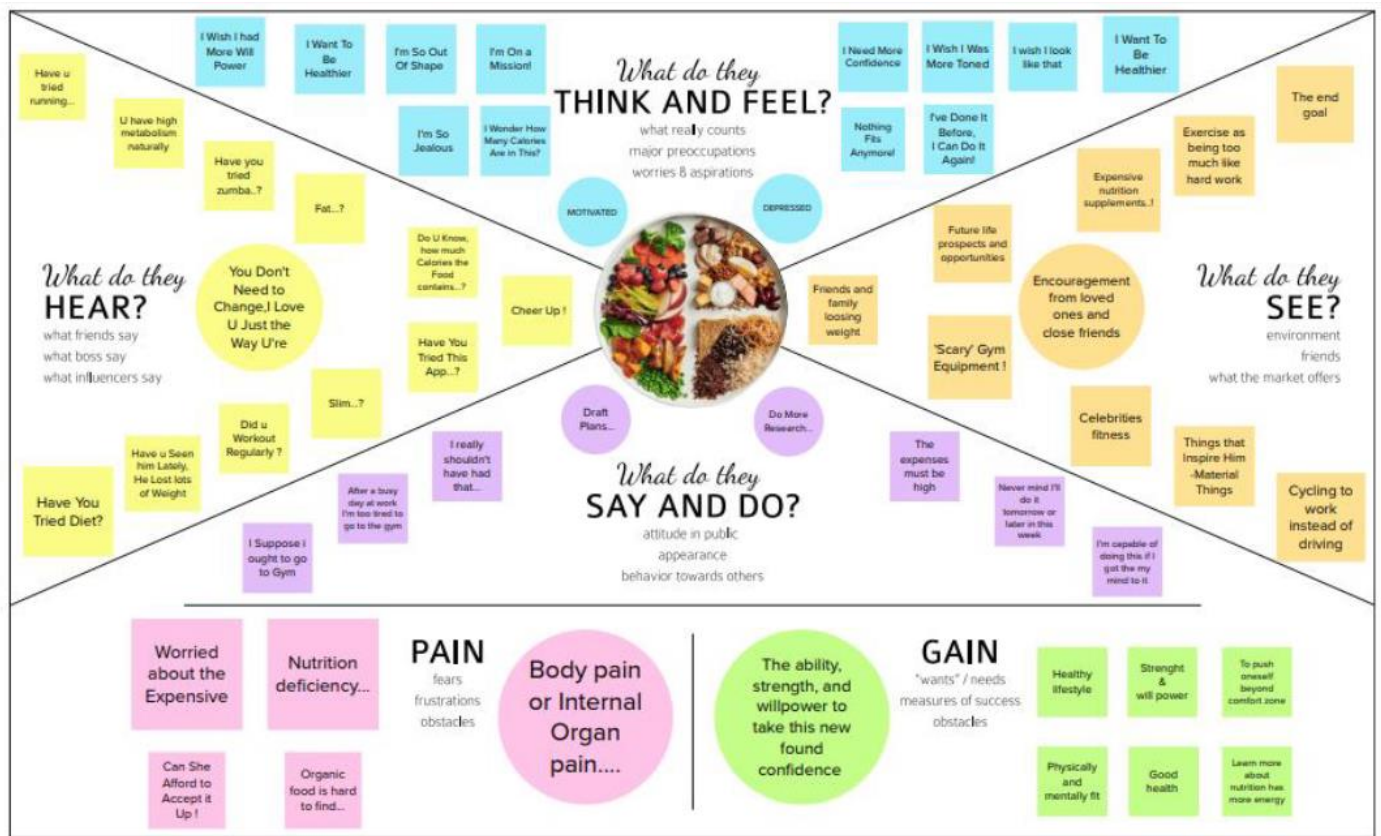 What do they
THINK AND FEEL?
what really counts
major preoccupations
worries & aspirations
I Wish I had
More Will
Power
I Want To
Be
Healthier
I'm So Out
Of Shape
I'm On a
Mission!
I'm So
Jealous
I Wonder How
Many Calories
Are in This?
MOTIVATED
I Need More
Confidence
I Wish I Was
More Toned
I wish I look
like that
I Want To
Be
Healthier
Nothing
Fits
Anymore!
I've Done It
Before,
I Can Do It
Again!
DEPRESSED
What do they
HEAR?
what friends say
what boss say
what influencers say
Have u
tried
running...
U have high
metabolism
naturally
Have you
tried
zumba..?
Fat...?
Do U Know,
how much
Calories the
Food
contains...?
Cheer Up !
You Don't
Need to
Change,I Love
U Just the
Way U're
Have You
Tried This
App...?
Slim...?
Did u
Workout
Regularly ?
Have u Seen
him Lately,
He Lost lots
of Weight
Have You
Tried Diet?
What do they
SEE?
environment
friends
what the market offers
The end
goal
Exercise as
being too
much like
hard work
Expensive
nutrition
supplements..!
Future life
prospects and
opportunities
Friends and
family
loosing
weight
Encouragement
from loved
ones and
close friends
'Scary' Gym
Equipment !
Celebrities
fitness
Things that
Inspire Him
-Material
Things
Cycling to
work
instead of
driving
What do they
SAY AND DO?
attitude in public
appearance
behavior towards others
Draft
Plans...
Do More
Research...
I really
shouldn't
have had
that...
After a busy
day at work
I'm too tired to
go to the gym
I Suppose i
ought to go
to Gym
The
expenses
must be
high
Never mind I'll
do it
tomorrow or
later in this
week
I'm capable of
doing this if I
got the my
mind to it
PAIN
fears
frustrations
obstacles
Worried
about the
Expensive
Nutrition
deficiency...
Can She
Afford to
Accept it
Up !
Organic
food is hard
to find...
Body pain
or Internal
Organ
pain....
GAIN
"wants" / needs
measures of success
obstacles
The ability,
strength, and
willpower to
take this new
found
confidence
Healthy
lifestyle
Strenght
&
will power
To push
oneself
beyond
comfort zone
Physically
and
mentally fit
Good
health
Learn more
about
nutrition has
more energy